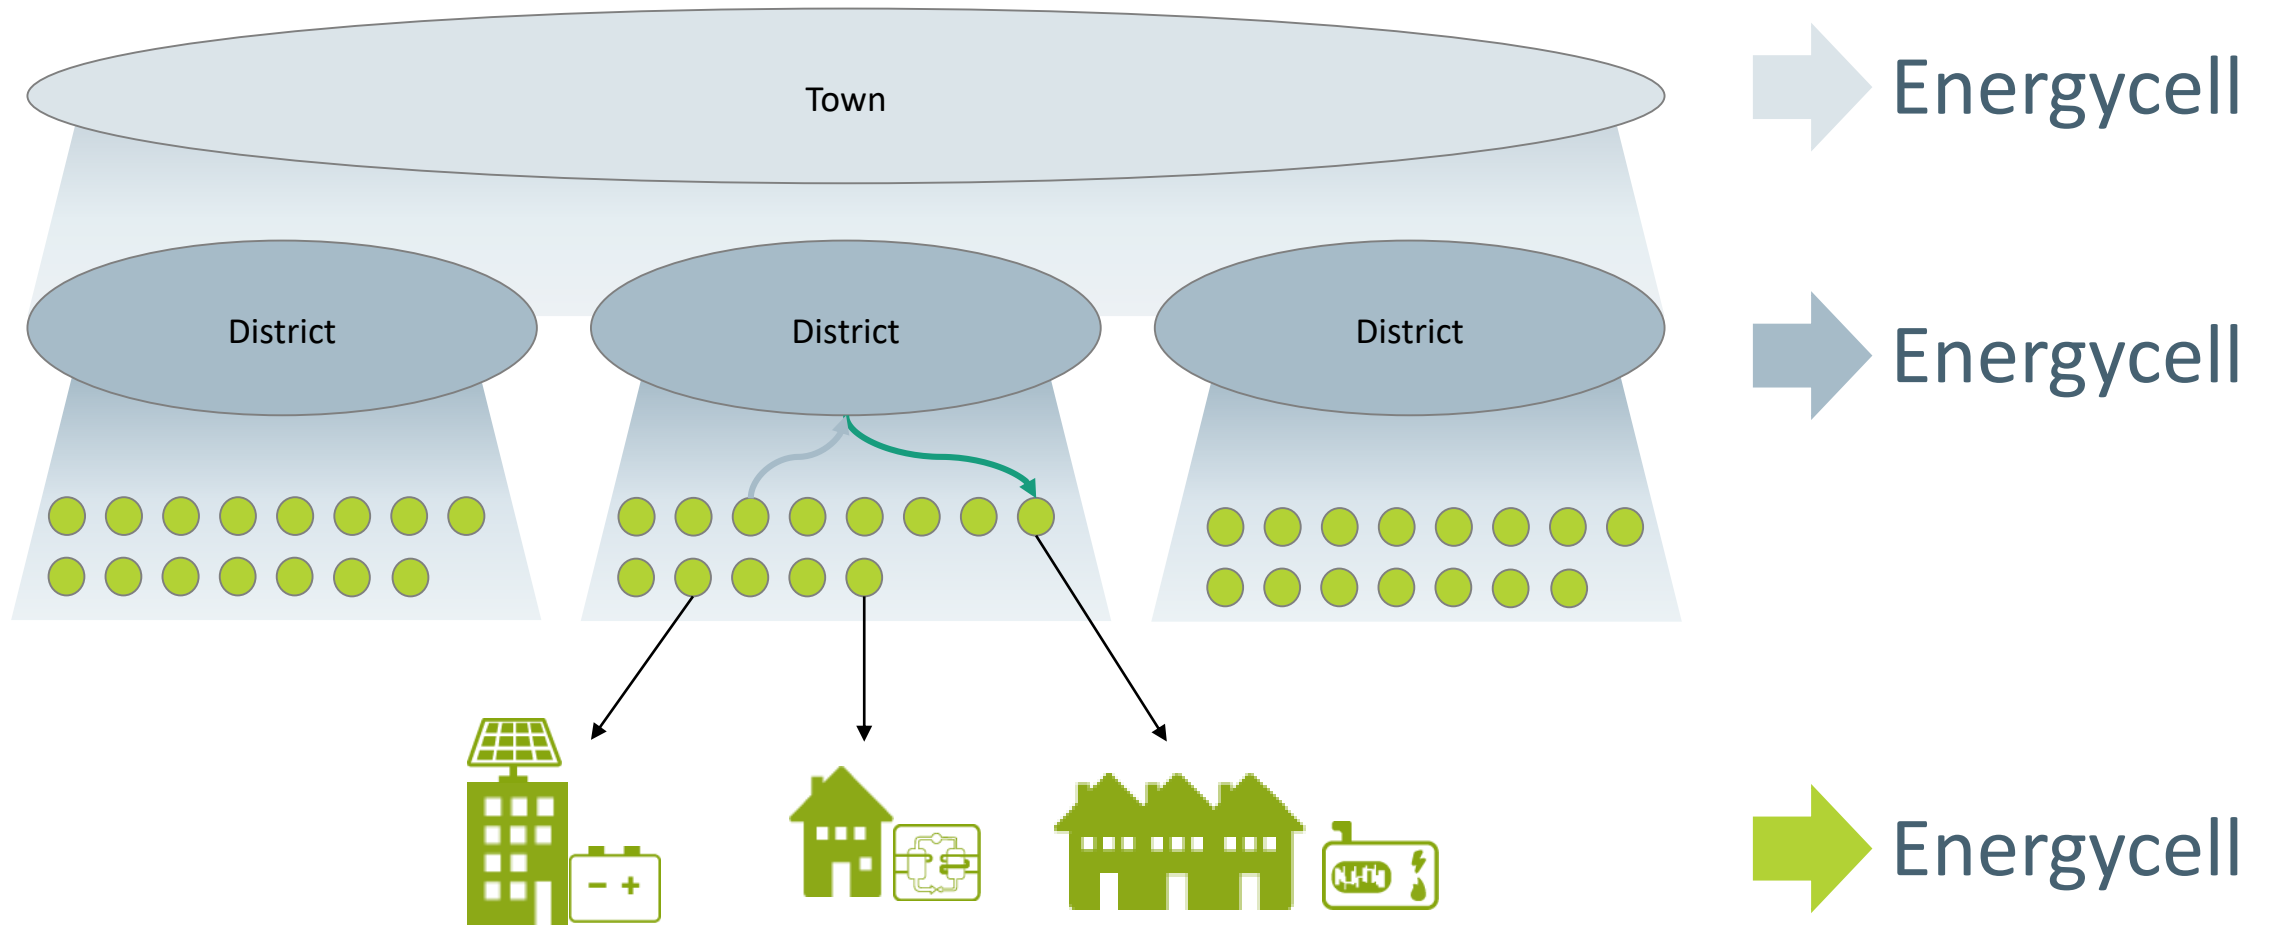 Town
Energycell
District
District
District
Energycell
Energycell